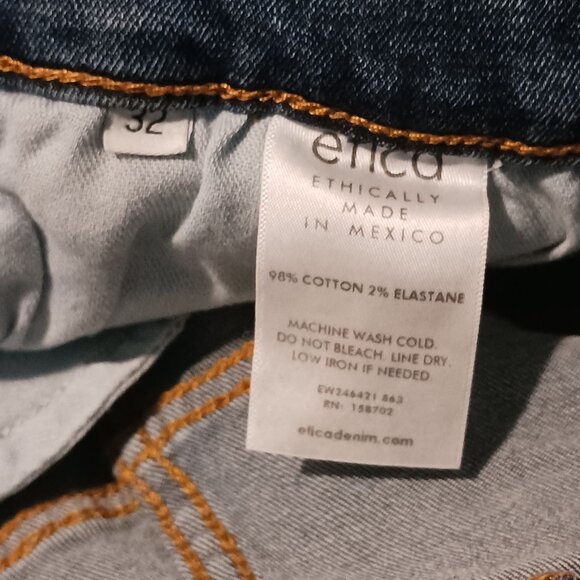 32
etica
ETHICALLY
MADE
IN MEXICO
98% COTTON 2% ELASTANE
MACHINE WASH COLD.
DO NOT BLEACH. LINE DRY.
LOW IRON IF NEEDED.
EW246421 863
RN: 158702
eticadenim.com